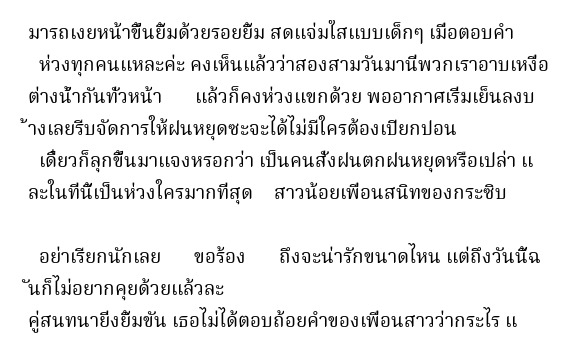 มารถเงยหน้าขึ้นยิ้มด้วยรอยยิ้ม สดแจ่มใสแบบเด็กๆ เมื่อตอบคำ
ห่วงทุกคนแหละค่ะ คงเห็นแล้วว่าสองสามวันมานี่พวกเราอาบเหงื่อ
ต่างน้ำกันทั่วหน้า แล้วก็คงห่วงแขกด้วย พออากาศเริ่มเย็นลงบ
้างเลยรีบจัดการให้ฝนหยุดซะจะได้ไม่มีใครต้องเปียกปอน
เดี๋ยวก็ลุกขึ้นมาแจงหรอกว่า เป็นคนสั่งฝนตกฝนหยุดหรือเปล่า แ
ละในที่นี้เป็นห่วงใครมากที่สุด สาวน้อยเพื่อนสนิทของกระซิบ
อย่าเรียกนักเลย ขอร้อง ถึงจะน่ารักขนาดไหน แต่ถึงวันนี้ฉ
ันก็ไม่อยากคุยด้วยแล้วละ
คู่สนทนายิ่งยิ้มขัน เธอไม่ได้ตอบถ้อยคำของเพื่อนสาวว่ากระไร แ